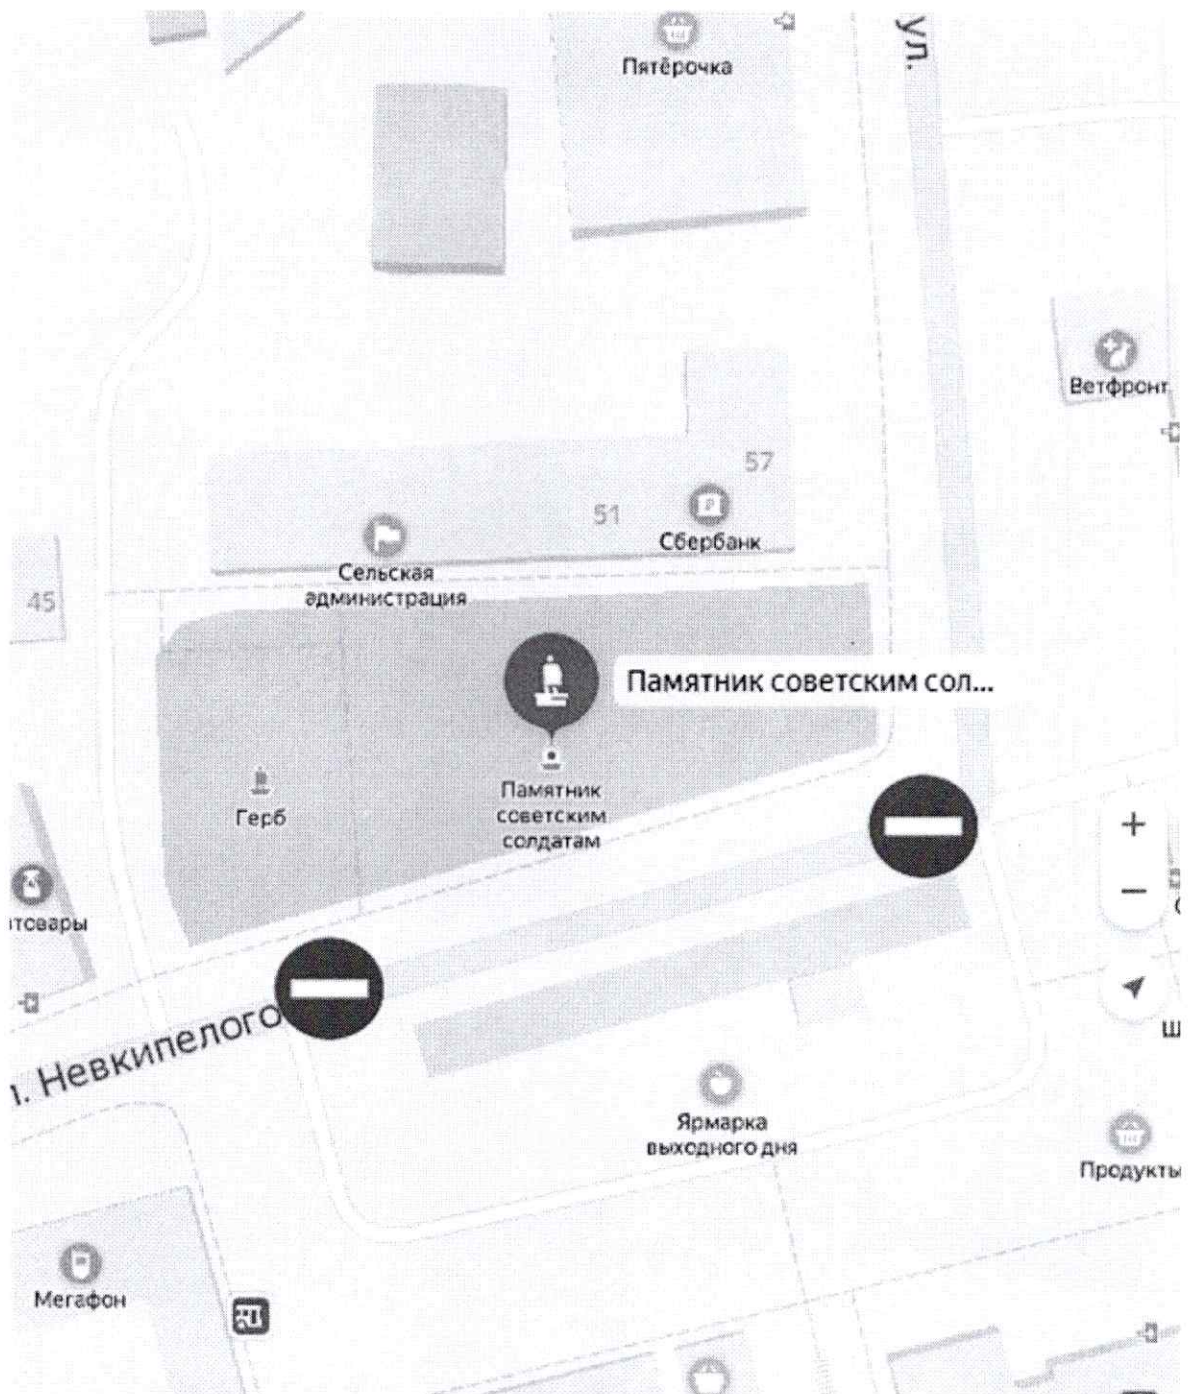 Пятёрочка
ул.
Ветфронт
57
51
Сбербанк
Сельская
администрация
45
Памятник советским сол...
Памятник
советским
солдатам
Герб
+
−
товары
л. Невкипелого
Ярмарка
выходного дня
Продукты
Мегафон